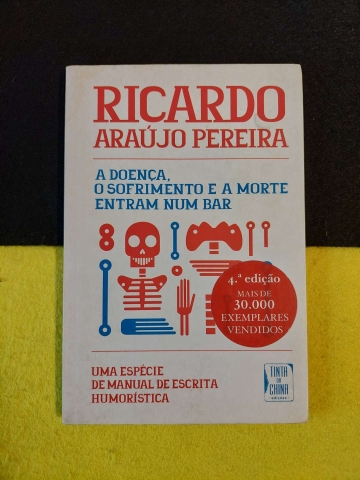 RICARDO
ARAÚJO PEREIRA
A DOENÇA,
O SOFRIMENTO E A MORTE
ENTRAM NUM BAR
4.ª edição
MAIS DE
30.000
EXEMPLARES
VENDIDOS
UMA ESPÉCIE
DE MANUAL DE ESCRITA
HUMORÍSTICA
TINTA
DA
CHINA